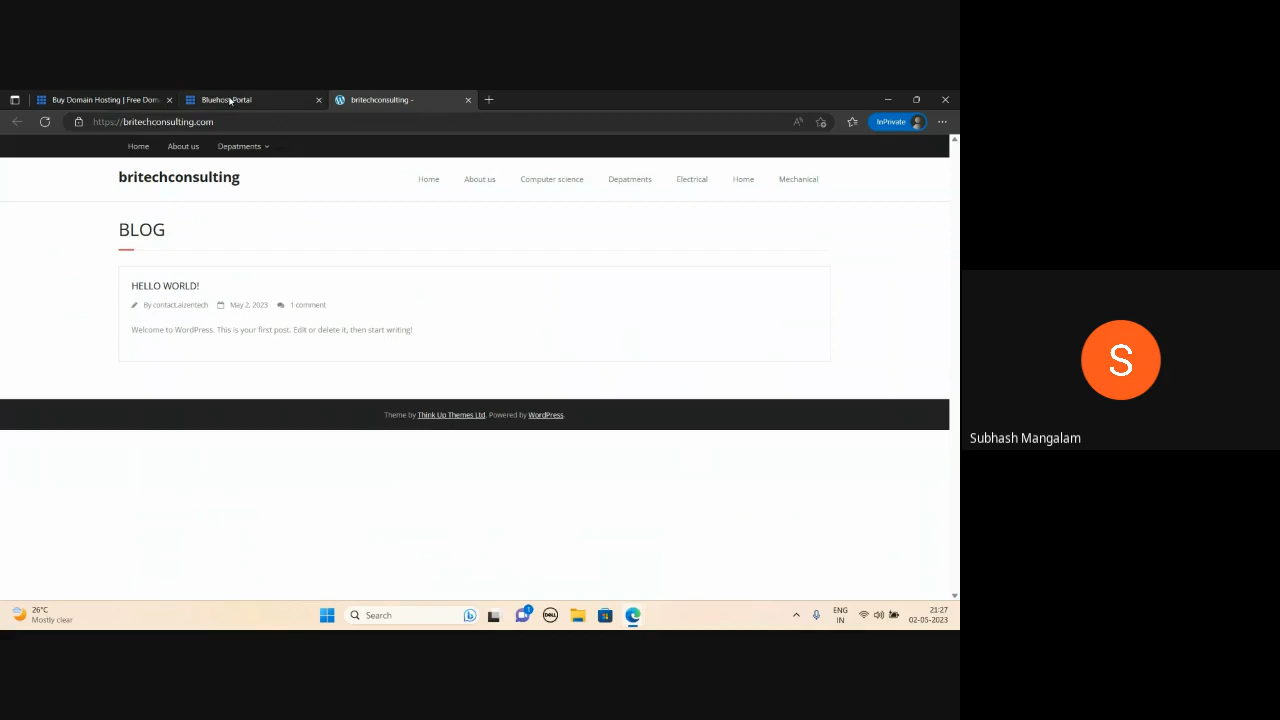 Buy Domain Hosting | Free Dom
Bluehost Portal
britechconsulting -
https://britechconsulting.com
InPrivate
Home About us Depatments
britechconsulting
Home About us Computer science Depatments Electrical Home Mechanical
BLOG
HELLO WORLD!
By contact.aizentech May 2, 2023 1 comment
Welcome to WordPress. This is your first post. Edit or delete it, then start writing!
Theme by Think Up Themes Ltd. Powered by WordPress.
S
Subhash Mangalam
26°C
Mostly clear
Search
1
DELL
ENG
IN
21:27
02-05-2023